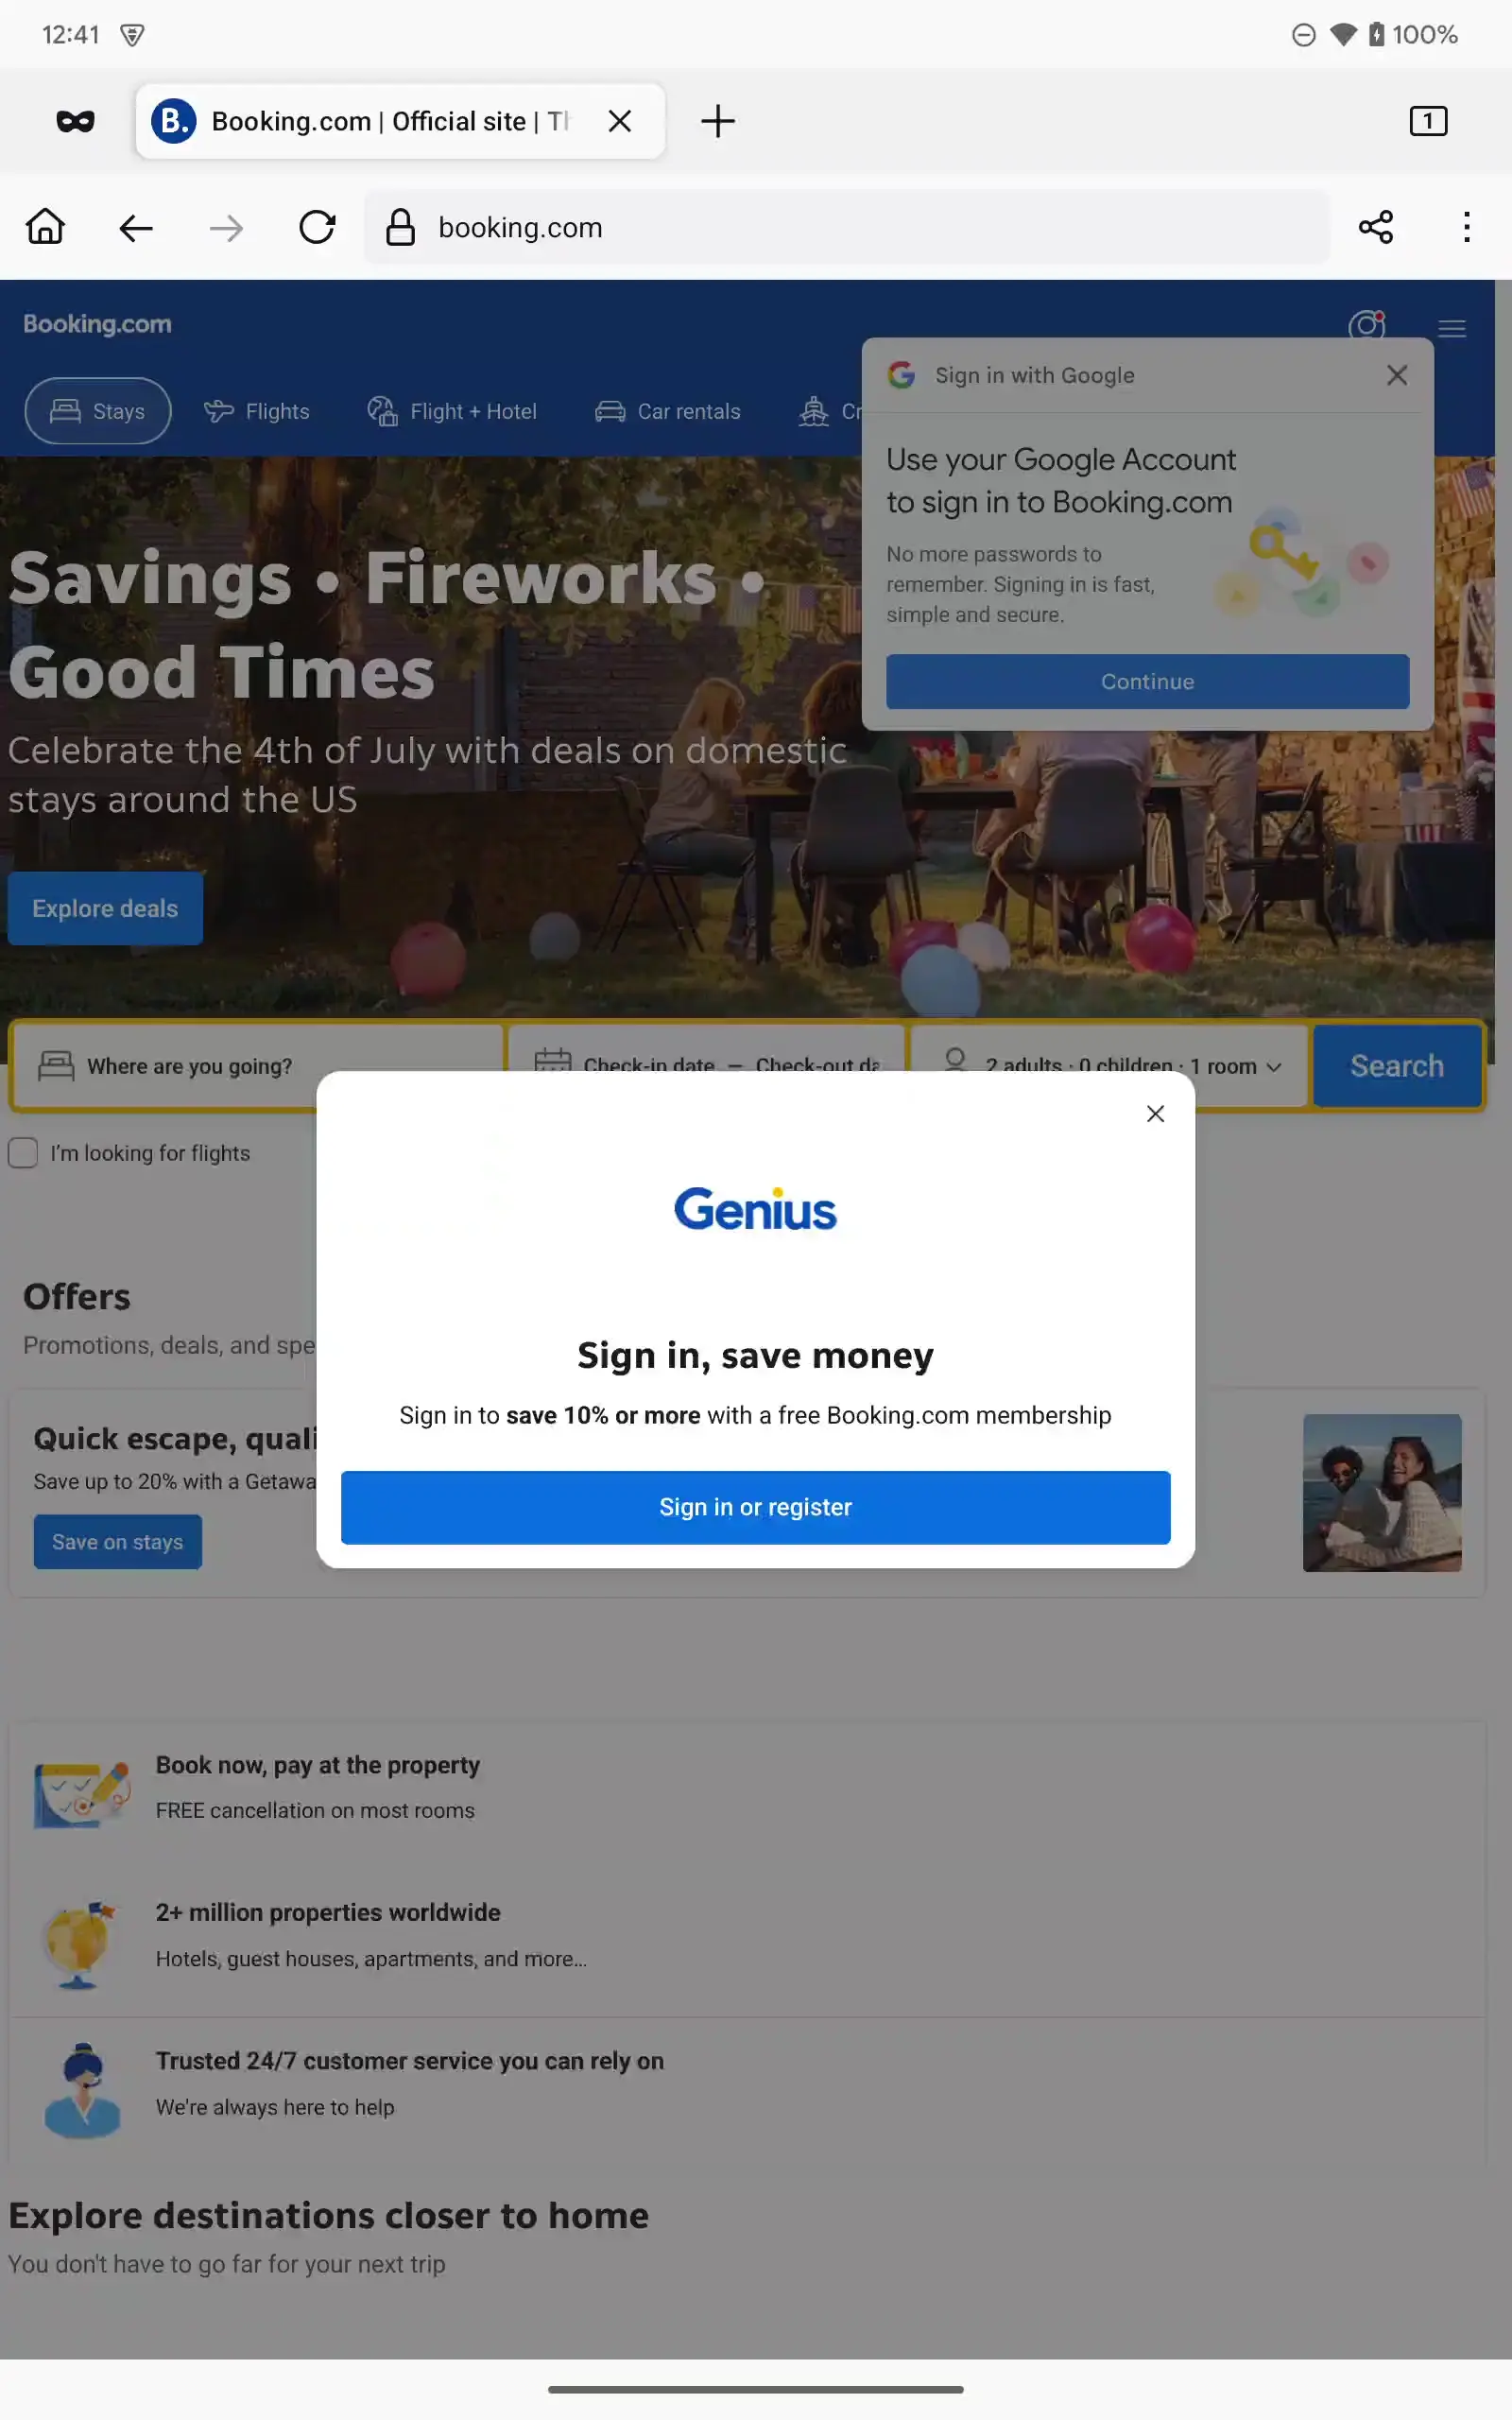 12:41
100%
Booking.com | Official site | Th
1
booking.com
Booking.com
Stays
Flights
Flight + Hotel
Car rentals
Cr
Sign in with Google
Use your Google Account
to sign in to Booking.com
No more passwords to
remember. Signing in is fast,
simple and secure.
Continue
Savings • Fireworks •
Good Times
Celebrate the 4th of July with deals on domestic
stays around the US
Explore deals
Where are you going?
Check-in date — Check-out da
2 adults · 0 children · 1 room
Search
I'm looking for flights
Genius
Sign in, save money
Sign in to save 10% or more with a free Booking.com membership
Sign in or register
Offers
Promotions, deals, and spe
Quick escape, quali
Save up to 20% with a Getawa
Save on stays
Book now, pay at the property
FREE cancellation on most rooms
2+ million properties worldwide
Hotels, guest houses, apartments, and more...
Trusted 24/7 customer service you can rely on
We're always here to help
Explore destinations closer to home
You don't have to go far for your next trip